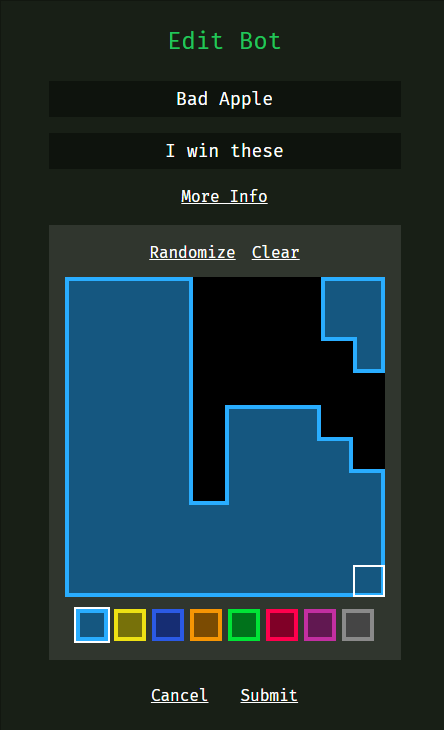 Edit Bot
Bad Apple
I win these
More Info
Randomize Clear
Cancel Submit